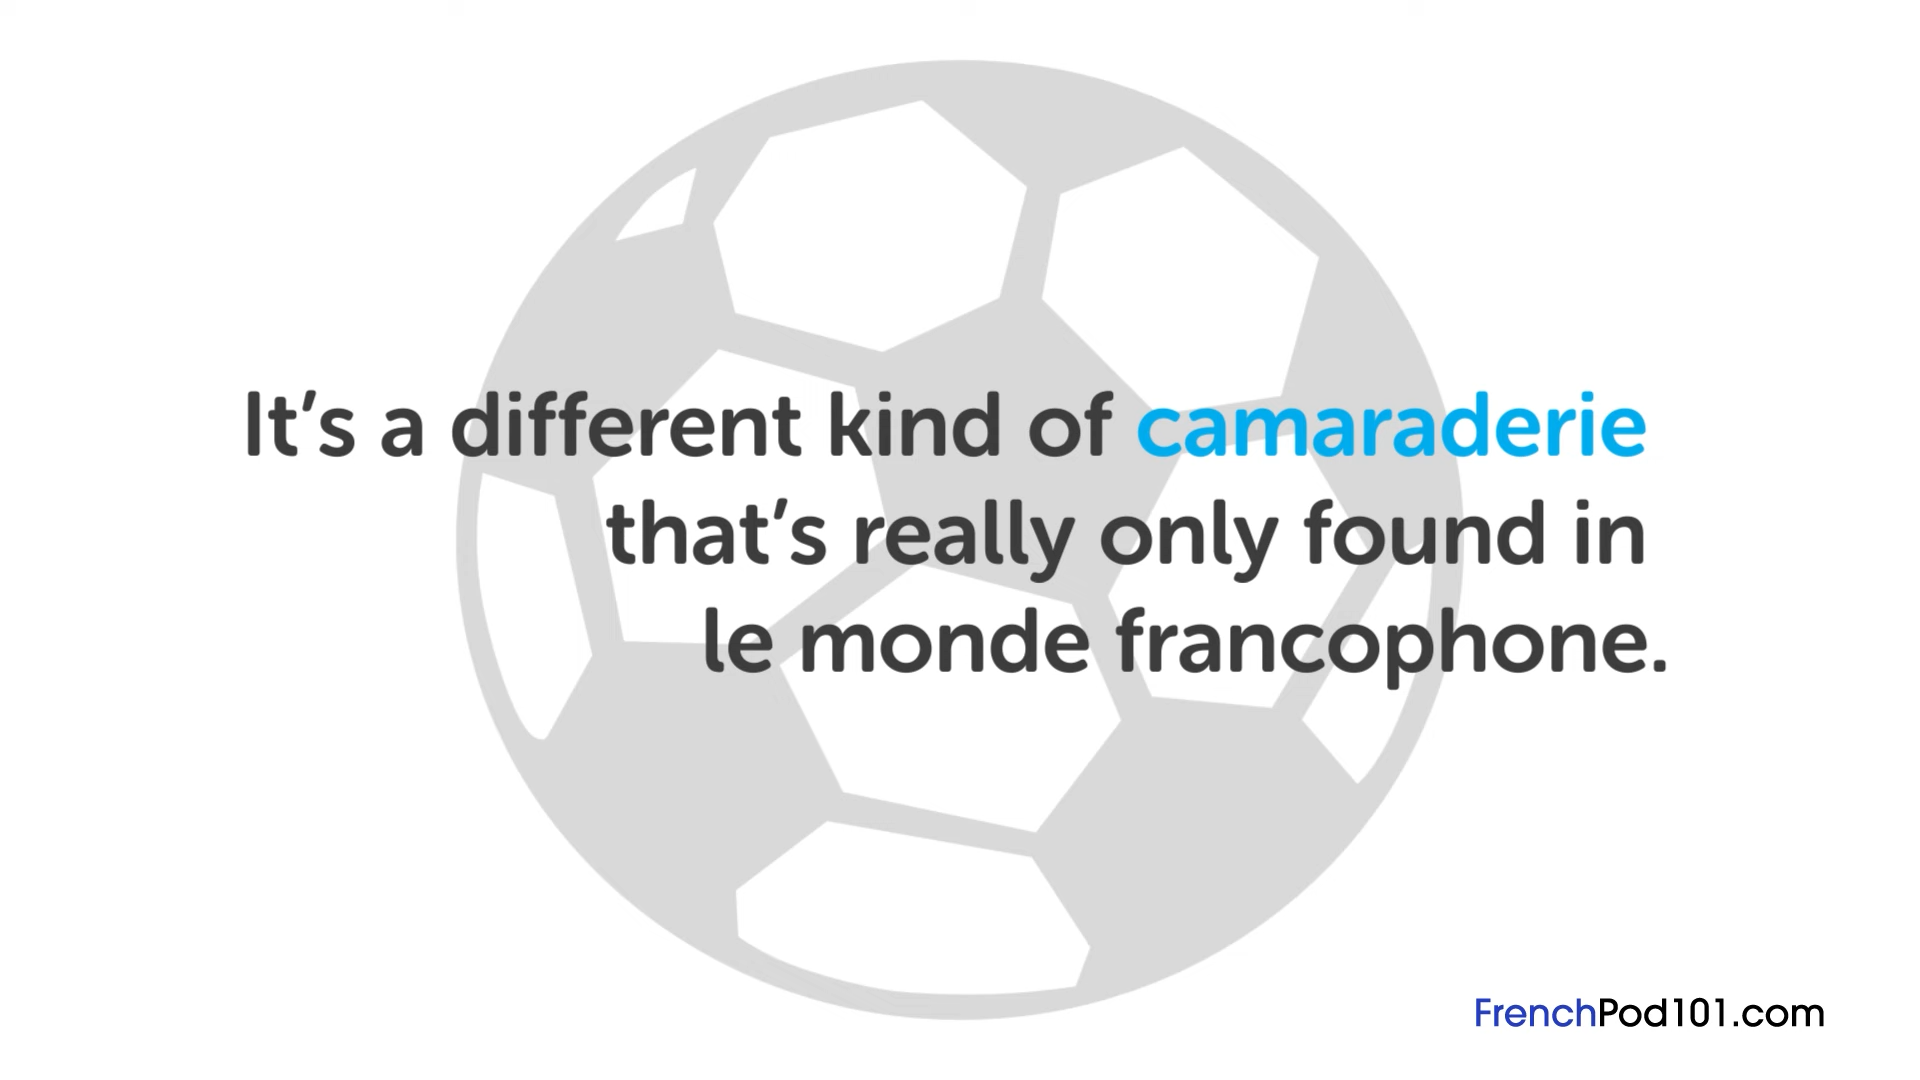 It’s a different kind of camaraderie
that’s really only found in
le monde francophone.
FrenchPod101.com